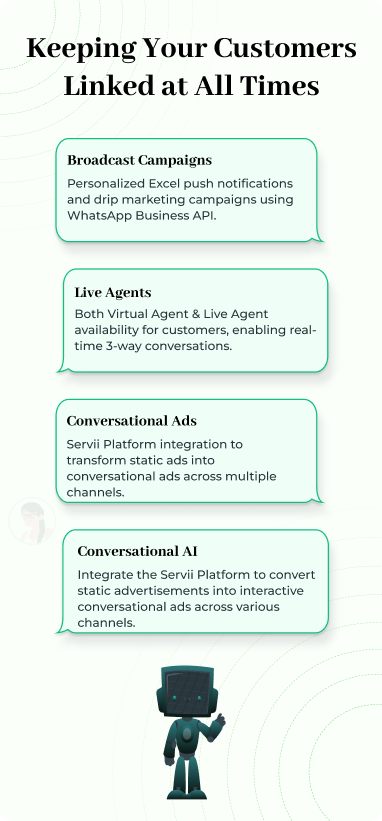 Keeping Your Customers
Linked at All Times
Broadcast Campaigns
Personalized Excel push notifications
and drip marketing campaigns using
WhatsApp Business API.
Live Agents
Both Virtual Agent & Live Agent
availability for customers, enabling real-
time 3-way conversations.
Conversational Ads
Servii Platform integration to
transform static ads into
conversational ads across multiple
channels.
Conversational AI
Integrate the Servii Platform to convert
static advertisements into interactive
conversational ads across various
channels.